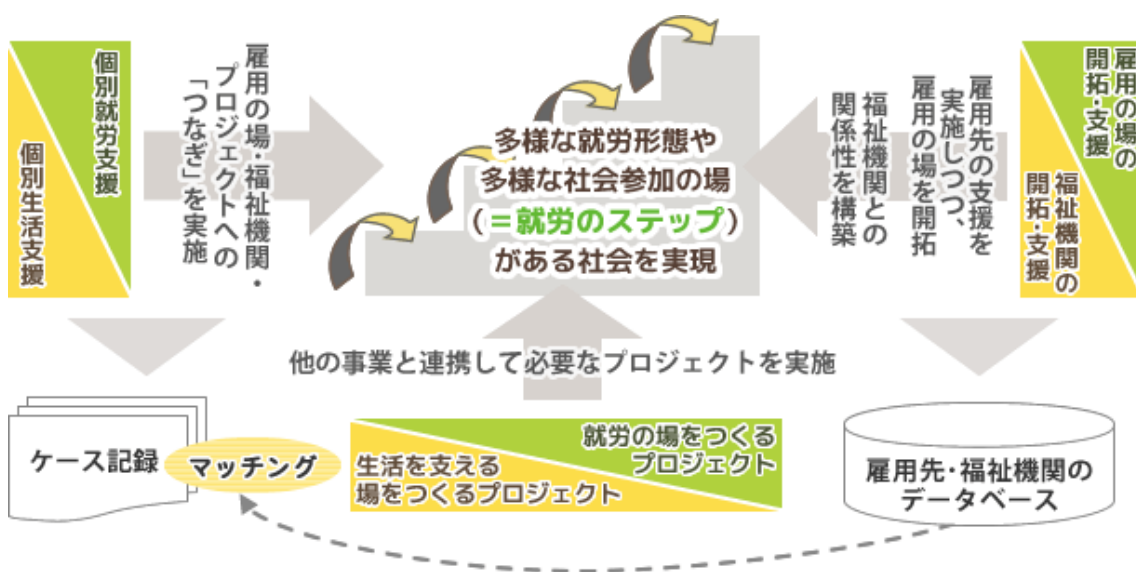 個別就労支援
個別生活支援
雇用の場・福祉機関・
プロジェクトへの
「つなぎ」を実施
多様な就労形態や
多様な社会参加の場
(=就労のステップ)
がある社会を実現
雇用先の支援を
実施しつつ、
雇用の場を開拓
福祉機関との
関係性を構築
雇用の場の
開拓・支援
福祉機関の
開拓・支援
他の事業と連携して必要なプロジェクトを実施
ケース記録
マッチング
就労の場をつくる
プロジェクト
生活を支える
場をつくるプロジェクト
雇用先・福祉機関の
データベース